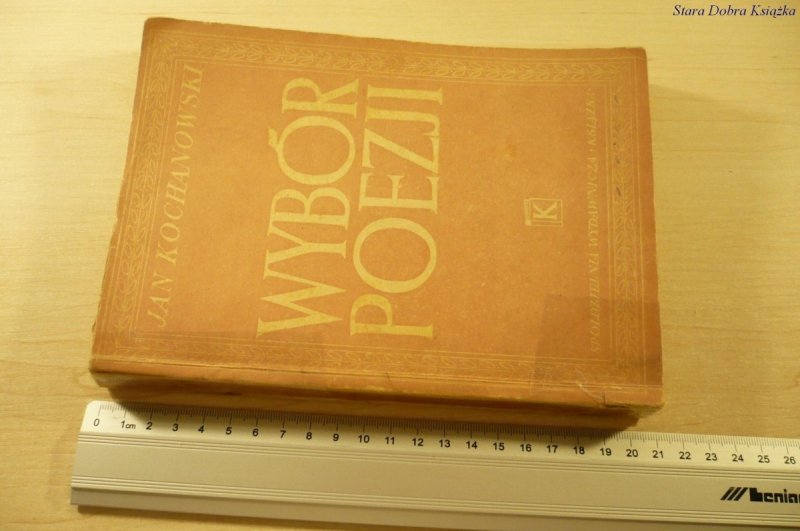 Stara Dobra Książka
JAN KOCHANOWSKI
WYBÓR
POEZJI
K
SPÓŁDZIELNIA WYDAWNICZA · KSIĄŻKA
0 1cm 2 3 4 5 6 7 8 9 10 11 12 13 14 15 16 17 18 19 20 21 22 23 24 25 26